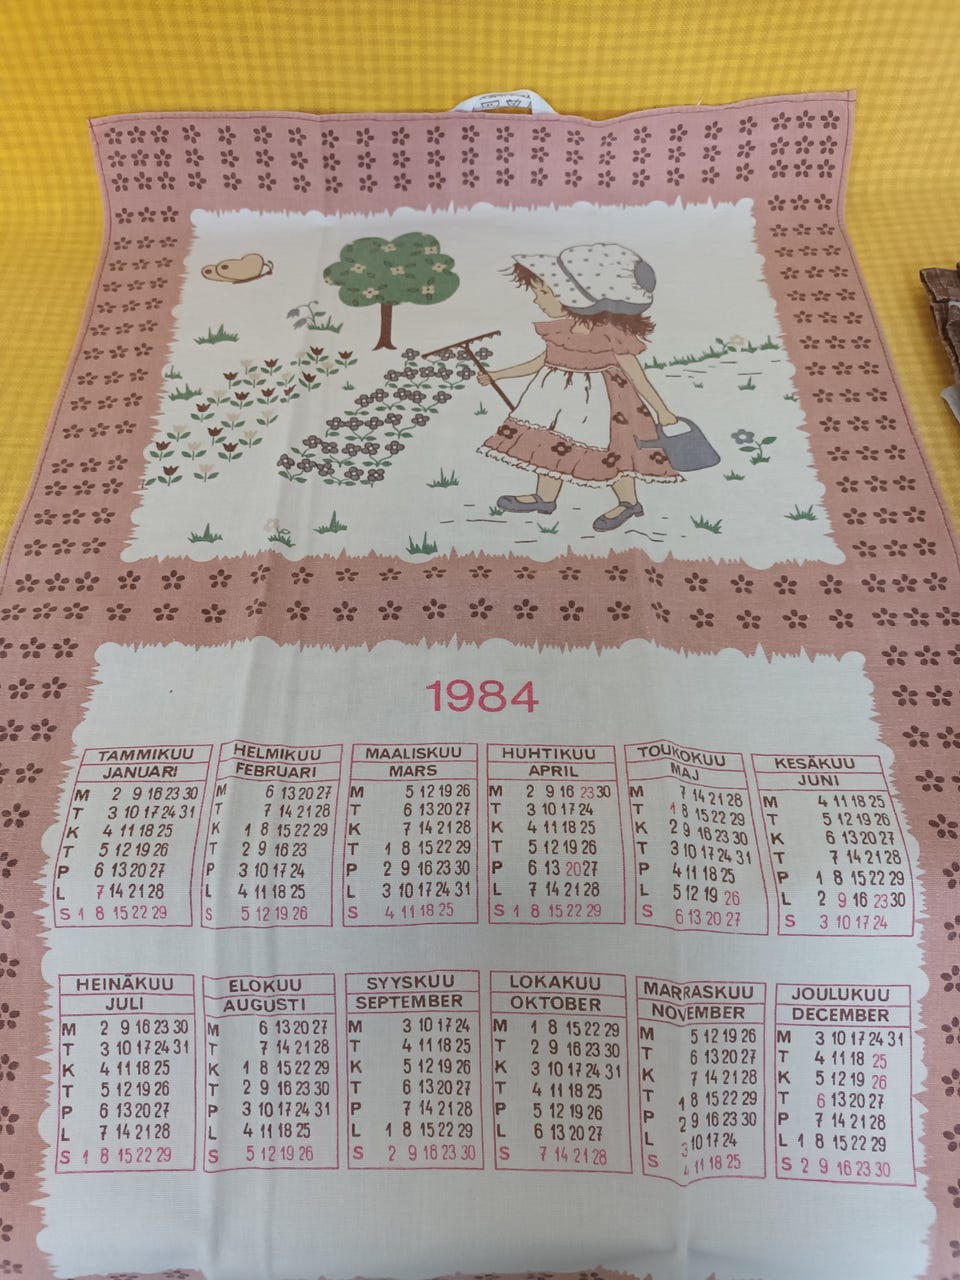 1984
TAMMIKUU
JANUARI
M 2 9 16 23 30
T 3 10 17 24 31
K 4 11 18 25
T 5 12 19 26
P 6 13 20 27
L 7 14 21 28
S 1 8 15 22 29
HELMIKUU
FEBRUARI
M 6 13 20 27
T 7 14 21 28
K 1 8 15 22 29
T 2 9 16 23
P 3 10 17 24
L 4 11 18 25
S 5 12 19 26
MAALISKUU
MARS
M 5 12 19 26
T 6 13 20 27
K 7 14 21 28
T 1 8 15 22 29
P 2 9 16 23 30
L 3 10 17 24 31
S 4 11 18 25
HUHTIKUU
APRIL
M 2 9 16 23 30
T 3 10 17 24
K 4 11 18 25
T 5 12 19 26
P 6 13 20 27
L 7 14 21 28
S 1 8 15 22 29
TOUKOKUU
MAJ
M 7 14 21 28
T 1 8 15 22 29
K 2 9 16 23 30
T 3 10 17 24 31
P 4 11 18 25
L 5 12 19 26
S 6 13 20 27
KESÄKUU
JUNI
M 4 11 18 25
T 5 12 19 26
K 6 13 20 27
T 7 14 21 28
P 1 8 15 22 29
L 2 9 16 23 30
S 3 10 17 24
HEINÄKUU
JULI
M 2 9 16 23 30
T 3 10 17 24 31
K 4 11 18 25
T 5 12 19 26
P 6 13 20 27
L 7 14 21 28
S 1 8 15 22 29
ELOKUU
AUGUSTI
M 6 13 20 27
T 7 14 21 28
K 1 8 15 22 29
T 2 9 16 23 30
P 3 10 17 24 31
L 4 11 18 25
S 5 12 19 26
SYYSKUU
SEPTEMBER
M 3 10 17 24
T 4 11 18 25
K 5 12 19 26
T 6 13 20 27
P 7 14 21 28
L 1 8 15 22 29
S 2 9 16 23 30
LOKAKUU
OKTOBER
M 1 8 15 22 29
T 2 9 16 23 30
K 3 10 17 24 31
T 4 11 18 25
P 5 12 19 26
L 6 13 20 27
S 7 14 21 28
MARRASKUU
NOVEMBER
M 5 12 19 26
T 6 13 20 27
K 7 14 21 28
T 1 8 15 22 29
P 2 9 16 23 30
L 3 10 17 24
S 4 11 18 25
JOULUKUU
DECEMBER
M 3 10 17 24 31
T 4 11 18 25
K 5 12 19 26
T 6 13 20 27
P 7 14 21 28
L 1 8 15 22 29
S 2 9 16 23 30